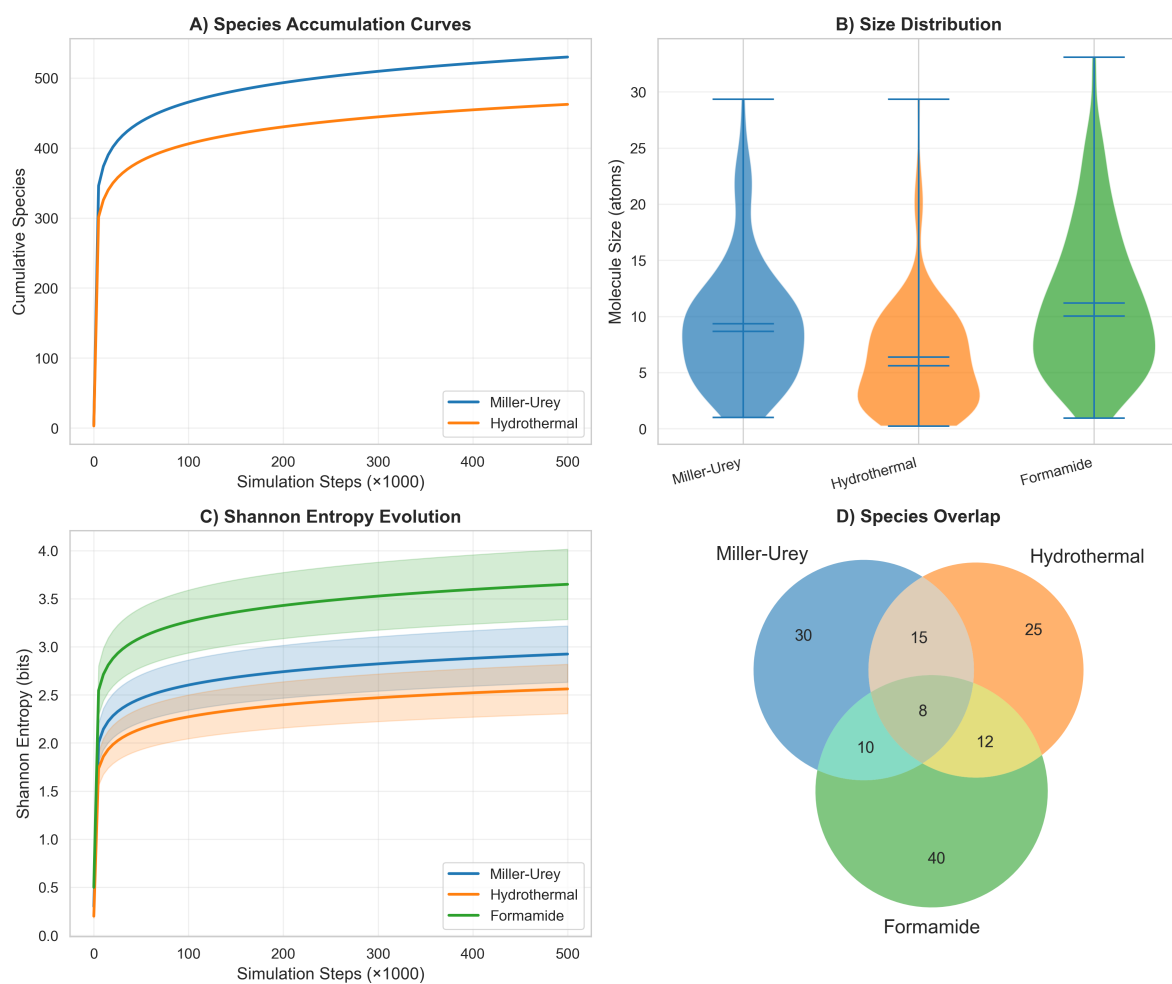 A) Species Accumulation Curves
Cumulative Species
500
400
300
200
100
0
0 100 200 300 400 500
Simulation Steps (×1000)
Miller-Urey
Hydrothermal
B) Size Distribution
Molecule Size (atoms)
30
25
20
15
10
5
0
Miller-Urey Hydrothermal Formamide
C) Shannon Entropy Evolution
Shannon Entropy (bits)
4.0
3.5
3.0
2.5
2.0
1.5
1.0
0.5
0.0
0 100 200 300 400 500
Simulation Steps (×1000)
Miller-Urey
Hydrothermal
Formamide
D) Species Overlap
Miller-Urey Hydrothermal
30 15 25
8
10 12
40
Formamide